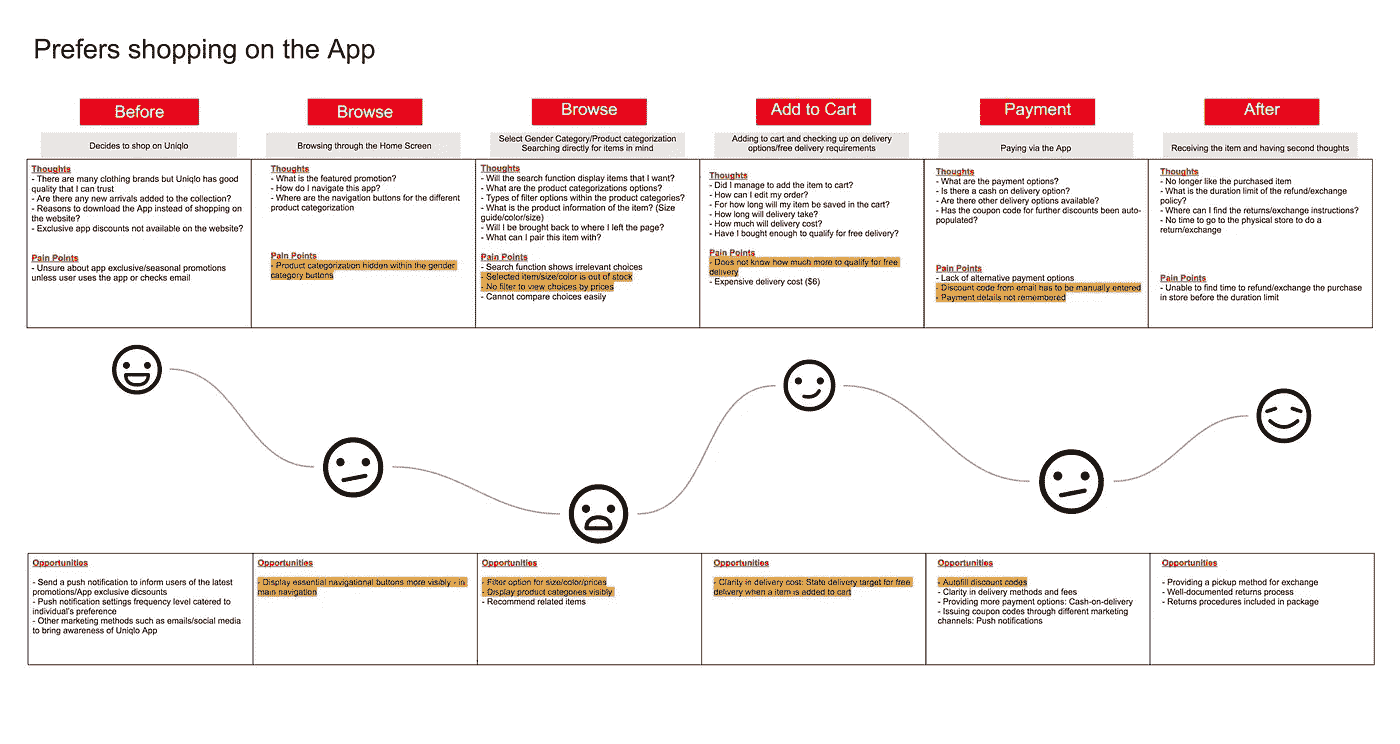 Prefers shopping on the App
Before
Decides to shop on Uniqlo
Thoughts
- There are many clothing brands but Uniqlo has good
quality that I can trust
- Are there any new arrivals added to the collection?
- Reasons to download the App instead of shopping on
the website?
- Exclusive app discounts not available on the website?
Pain Points
- Unsure about app exclusive/seasonal promotions
unless user uses the app or checks email
Browse
Browsing through the Home Screen
Thoughts
- What is the featured promotion?
- How do I navigate this app?
- Where are the navigation buttons for the different
product categorization
Pain Points
- Product categorization hidden within the gender
category buttons
Browse
Select Gender Category/Product categorization
Searching directly for items in mind
Thoughts
- Will the search function display items that I want?
- What are the product categorizations options?
- Types of filter options within the product categories?
- What is the product information of the item? (Size
guide/color/size)
- Will I be brought back to where I left the page?
- What can I pair this item with?
Pain Points
- Search function shows irrelevant choices
- Selected item/size/color is out of stock
- No filter to view choices by prices
- Cannot compare choices easily
Add to Cart
Adding to cart and checking up on delivery
options/free delivery requirements
Thoughts
- Did I manage to add the item to cart?
- How can I edit my order?
- For how long will my item be saved in the cart?
- How long will delivery take?
- How much will delivery cost?
- Have I bought enough to qualify for free delivery?
Pain Points
- Does not know how much more to qualify for free
delivery
- Expensive delivery cost ($6)
Payment
Paying via the App
Thoughts
- What are the payment options?
- Is there a cash on delivery option?
- Are there other delivery options available?
- Has the coupon code for further discounts been auto-
populated?
Pain Points
- Lack of alternative payment options
- Discount code from email has to be manually entered
- Payment details not remembered
After
Receiving the item and having second thoughts
Thoughts
- No longer like the purchased item
- What is the duration limit of the refund/exchange
policy?
- Where can I find the returns/exchange instructions?
- No time to go to the physical store to do a
return/exchange
Pain Points
- Unable to find time to refund/exchange the purchase
in store before the duration limit
Opportunities
- Send a push notification to inform users of the latest
promotions/App exclusive dicsounts
- Push notification settings frequency level catered to
individual's preference
- Other marketing methods such as emails/social media
to bring awareness of Uniqlo App
Opportunities
- Display essential navigational buttons more visibly - in
main navigation
Opportunities
- Filter option for size/color/prices
- Display product categories visibly
- Recommend related items
Opportunities
- Clarity in delivery cost: State delivery target for free
delivery when a item is added to cart
Opportunities
- Autofill discount codes
- Clarity in delivery methods and fees
- Providing more payment options: Cash-on-delivery
- Issuing coupon codes through different marketing
channels: Push notifications
Opportunities
- Providing a pickup method for exchange
- Well-documented returns process
- Returns procedures included in package